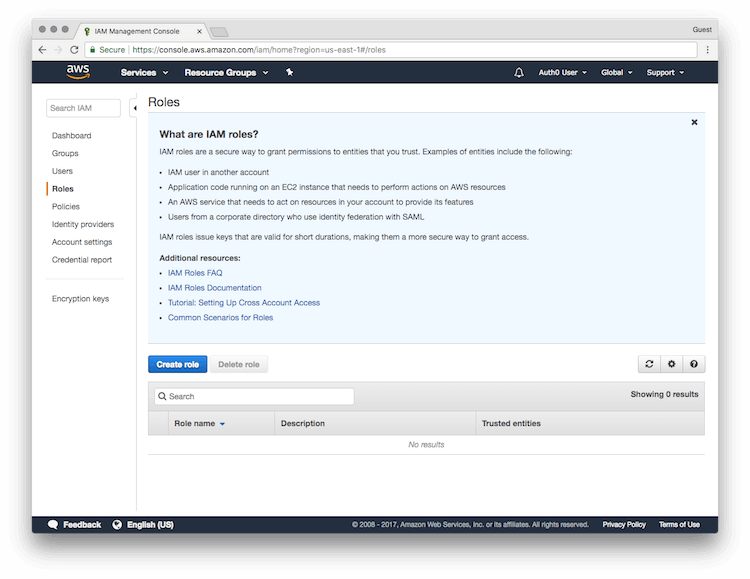 IAM Management Console
Guest
Secure | https://console.aws.amazon.com/iam/home?region=us-east-1#/roles
aws
Services
Resource Groups
Auth0 User
Global
Support
Search IAM
Dashboard
Groups
Users
Roles
Policies
Identity providers
Account settings
Credential report
Encryption keys
Roles
What are IAM roles?
IAM roles are a secure way to grant permissions to entities that you trust. Examples of entities include the following:
• IAM user in another account
• Application code running on an EC2 instance that needs to perform actions on AWS resources
• An AWS service that needs to act on resources in your account to provide its features
• Users from a corporate directory who use identity federation with SAML
IAM roles issue keys that are valid for short durations, making them a more secure way to grant access.
Additional resources:
• IAM Roles FAQ
• IAM Roles Documentation
• Tutorial: Setting Up Cross Account Access
• Common Scenarios for Roles
Create role
Delete role
Search
Showing 0 results
Role name
Description
Trusted entities
No results
Feedback
English (US)
© 2008 - 2017, Amazon Web Services, Inc. or its affiliates. All rights reserved.
Privacy Policy
Terms of Use